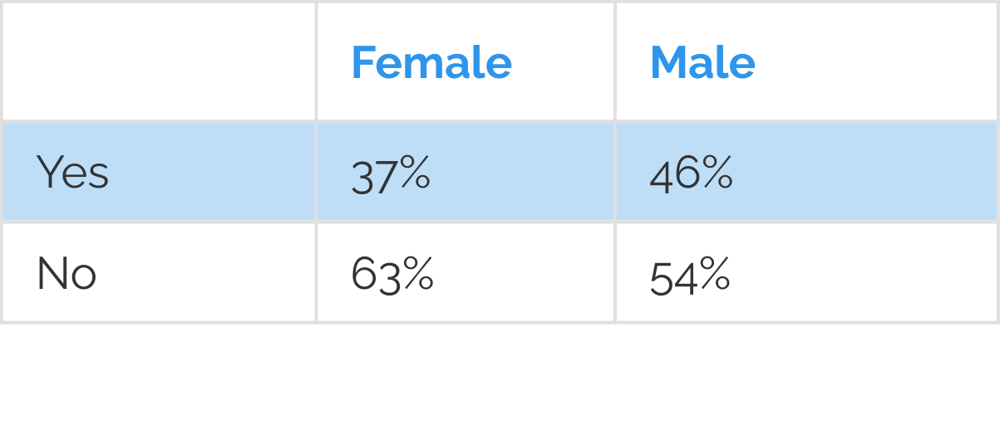 Female Male
Yes 37% 46%
No 63% 54%